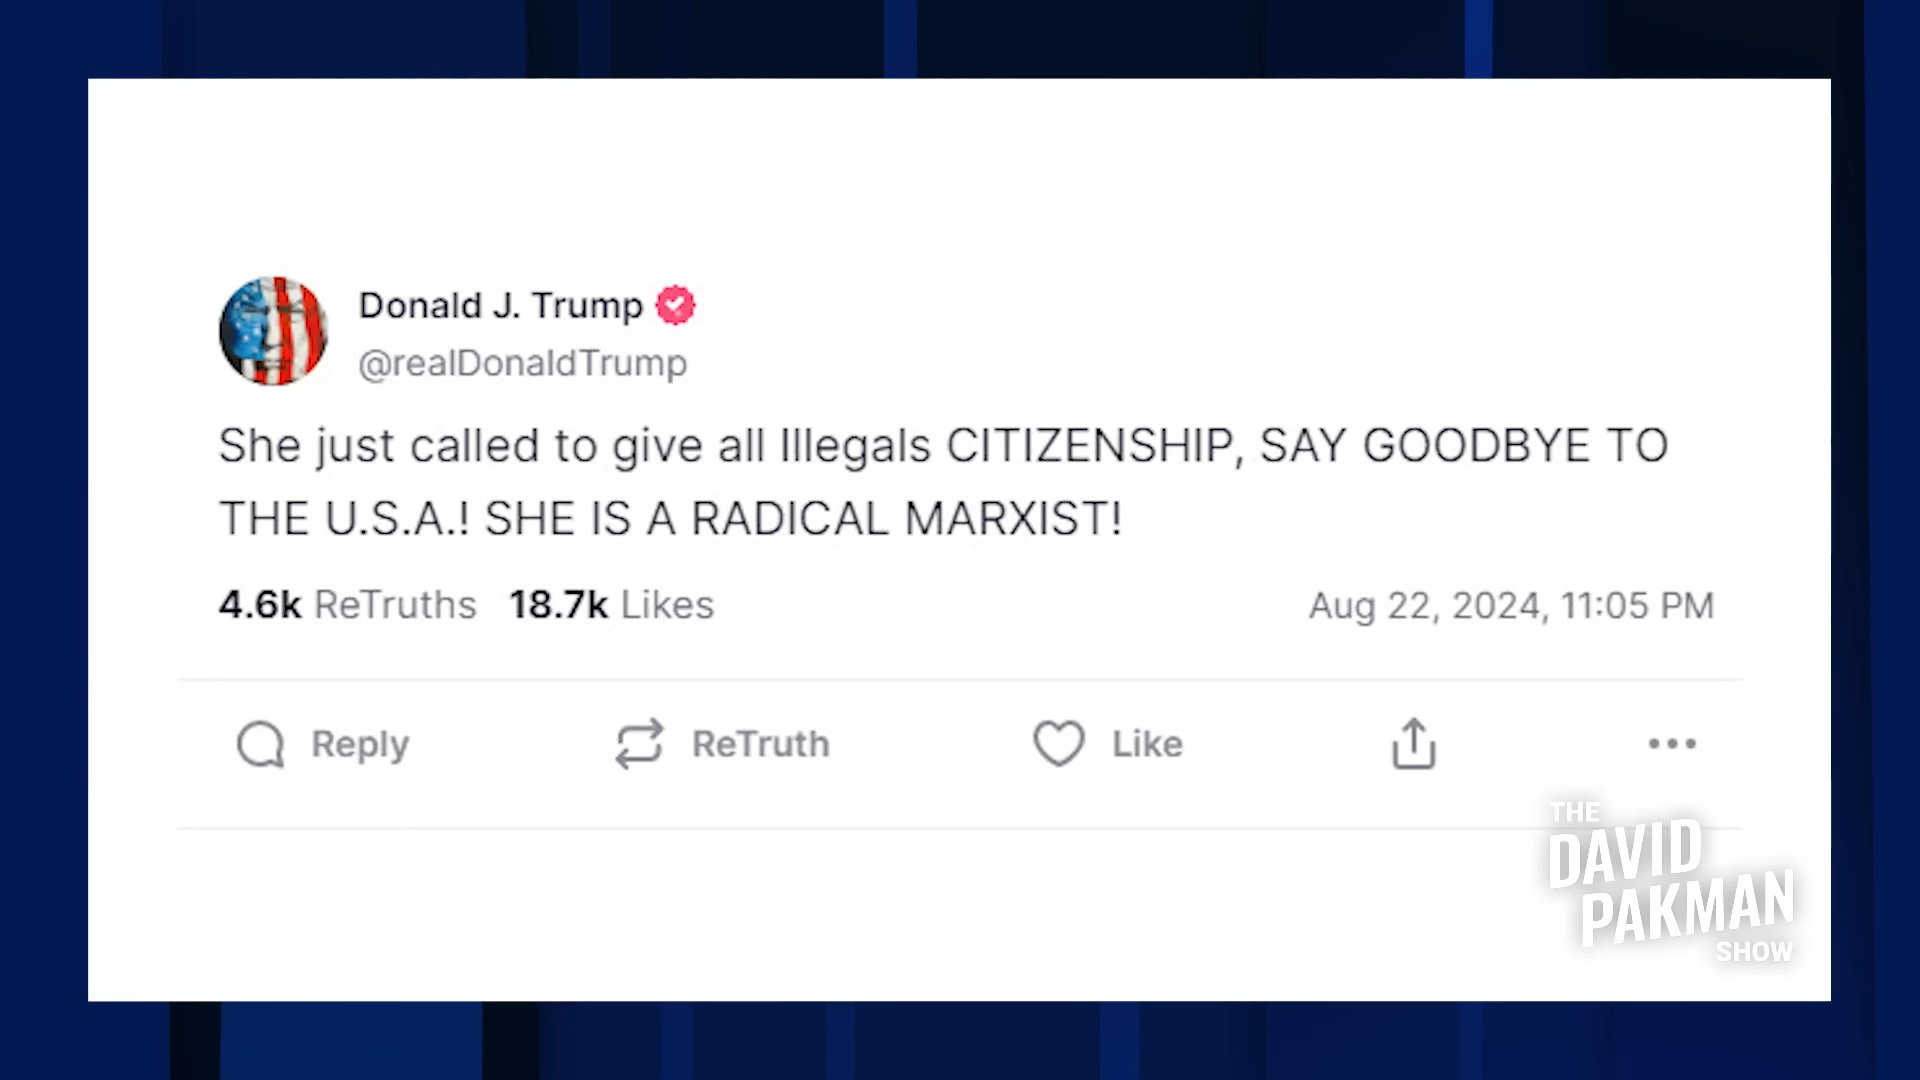 Donald J. Trump
@realDonaldTrump
She just called to give all Illegals CITIZENSHIP, SAY GOODBYE TO
THE U.S.A.! SHE IS A RADICAL MARXIST!
4.6k ReTruths 18.7k Likes Aug 22, 2024, 11:05 PM
Reply ReTruth Like
THE
DAVID
PAKMAN
SHOW